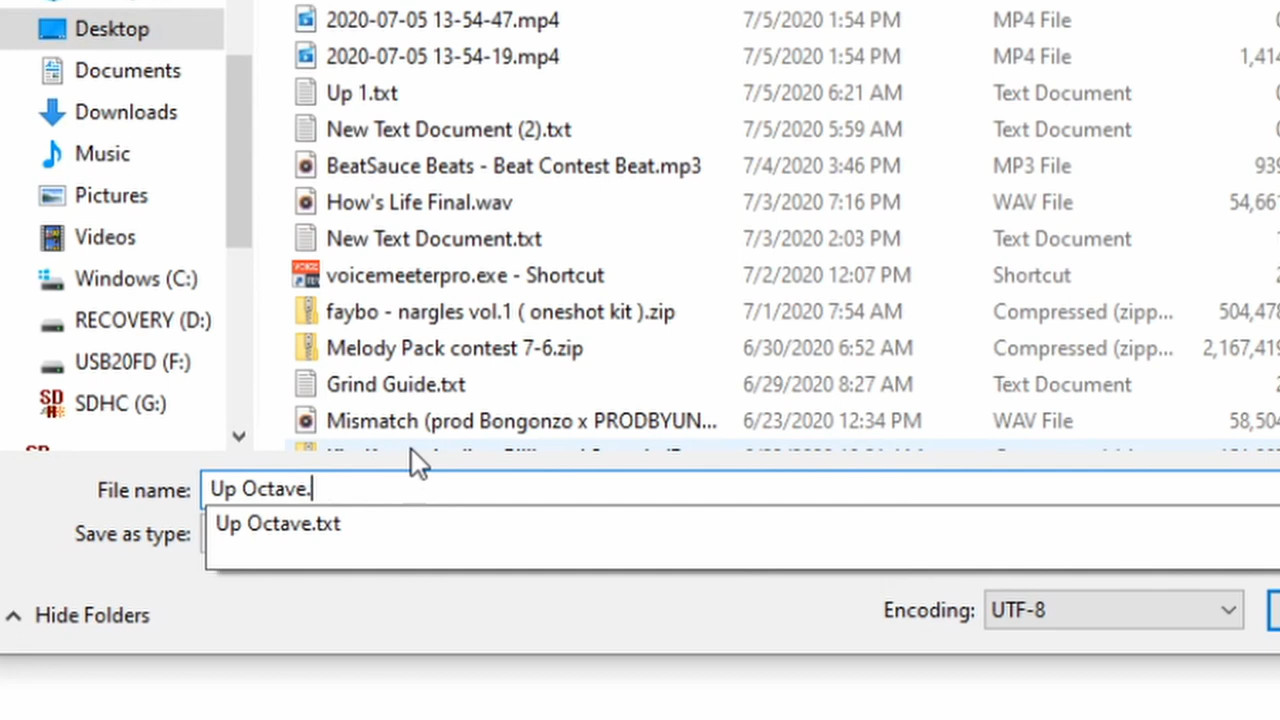 Desktop
Documents
Downloads
Music
Pictures
Videos
Windows (C:)
RECOVERY (D:)
USB20FD (F:)
SDHC (G:)
2020-07-05 13-54-47.mp4 7/5/2020 1:54 PM MP4 File
2020-07-05 13-54-19.mp4 7/5/2020 1:54 PM MP4 File 1,414
Up 1.txt 7/5/2020 6:21 AM Text Document
New Text Document (2).txt 7/5/2020 5:59 AM Text Document
BeatSauce Beats - Beat Contest Beat.mp3 7/4/2020 3:46 PM MP3 File 939
How's Life Final.wav 7/3/2020 7:16 PM WAV File 54,661
New Text Document.txt 7/3/2020 2:03 PM Text Document
voicemeeterpro.exe - Shortcut 7/2/2020 12:07 PM Shortcut
faybo - nargles vol.1 ( oneshot kit ).zip 7/1/2020 7:54 AM Compressed (zipp... 504,478
Melody Pack contest 7-6.zip 6/30/2020 6:52 AM Compressed (zipp... 2,167,419
Grind Guide.txt 6/29/2020 8:27 AM Text Document
Mismatch (prod Bongonzo x PRODBYUN... 6/23/2020 12:34 PM WAV File 58,504
File name: Up Octave.
Up Octave.txt
Save as type:
Hide Folders
Encoding: UTF-8